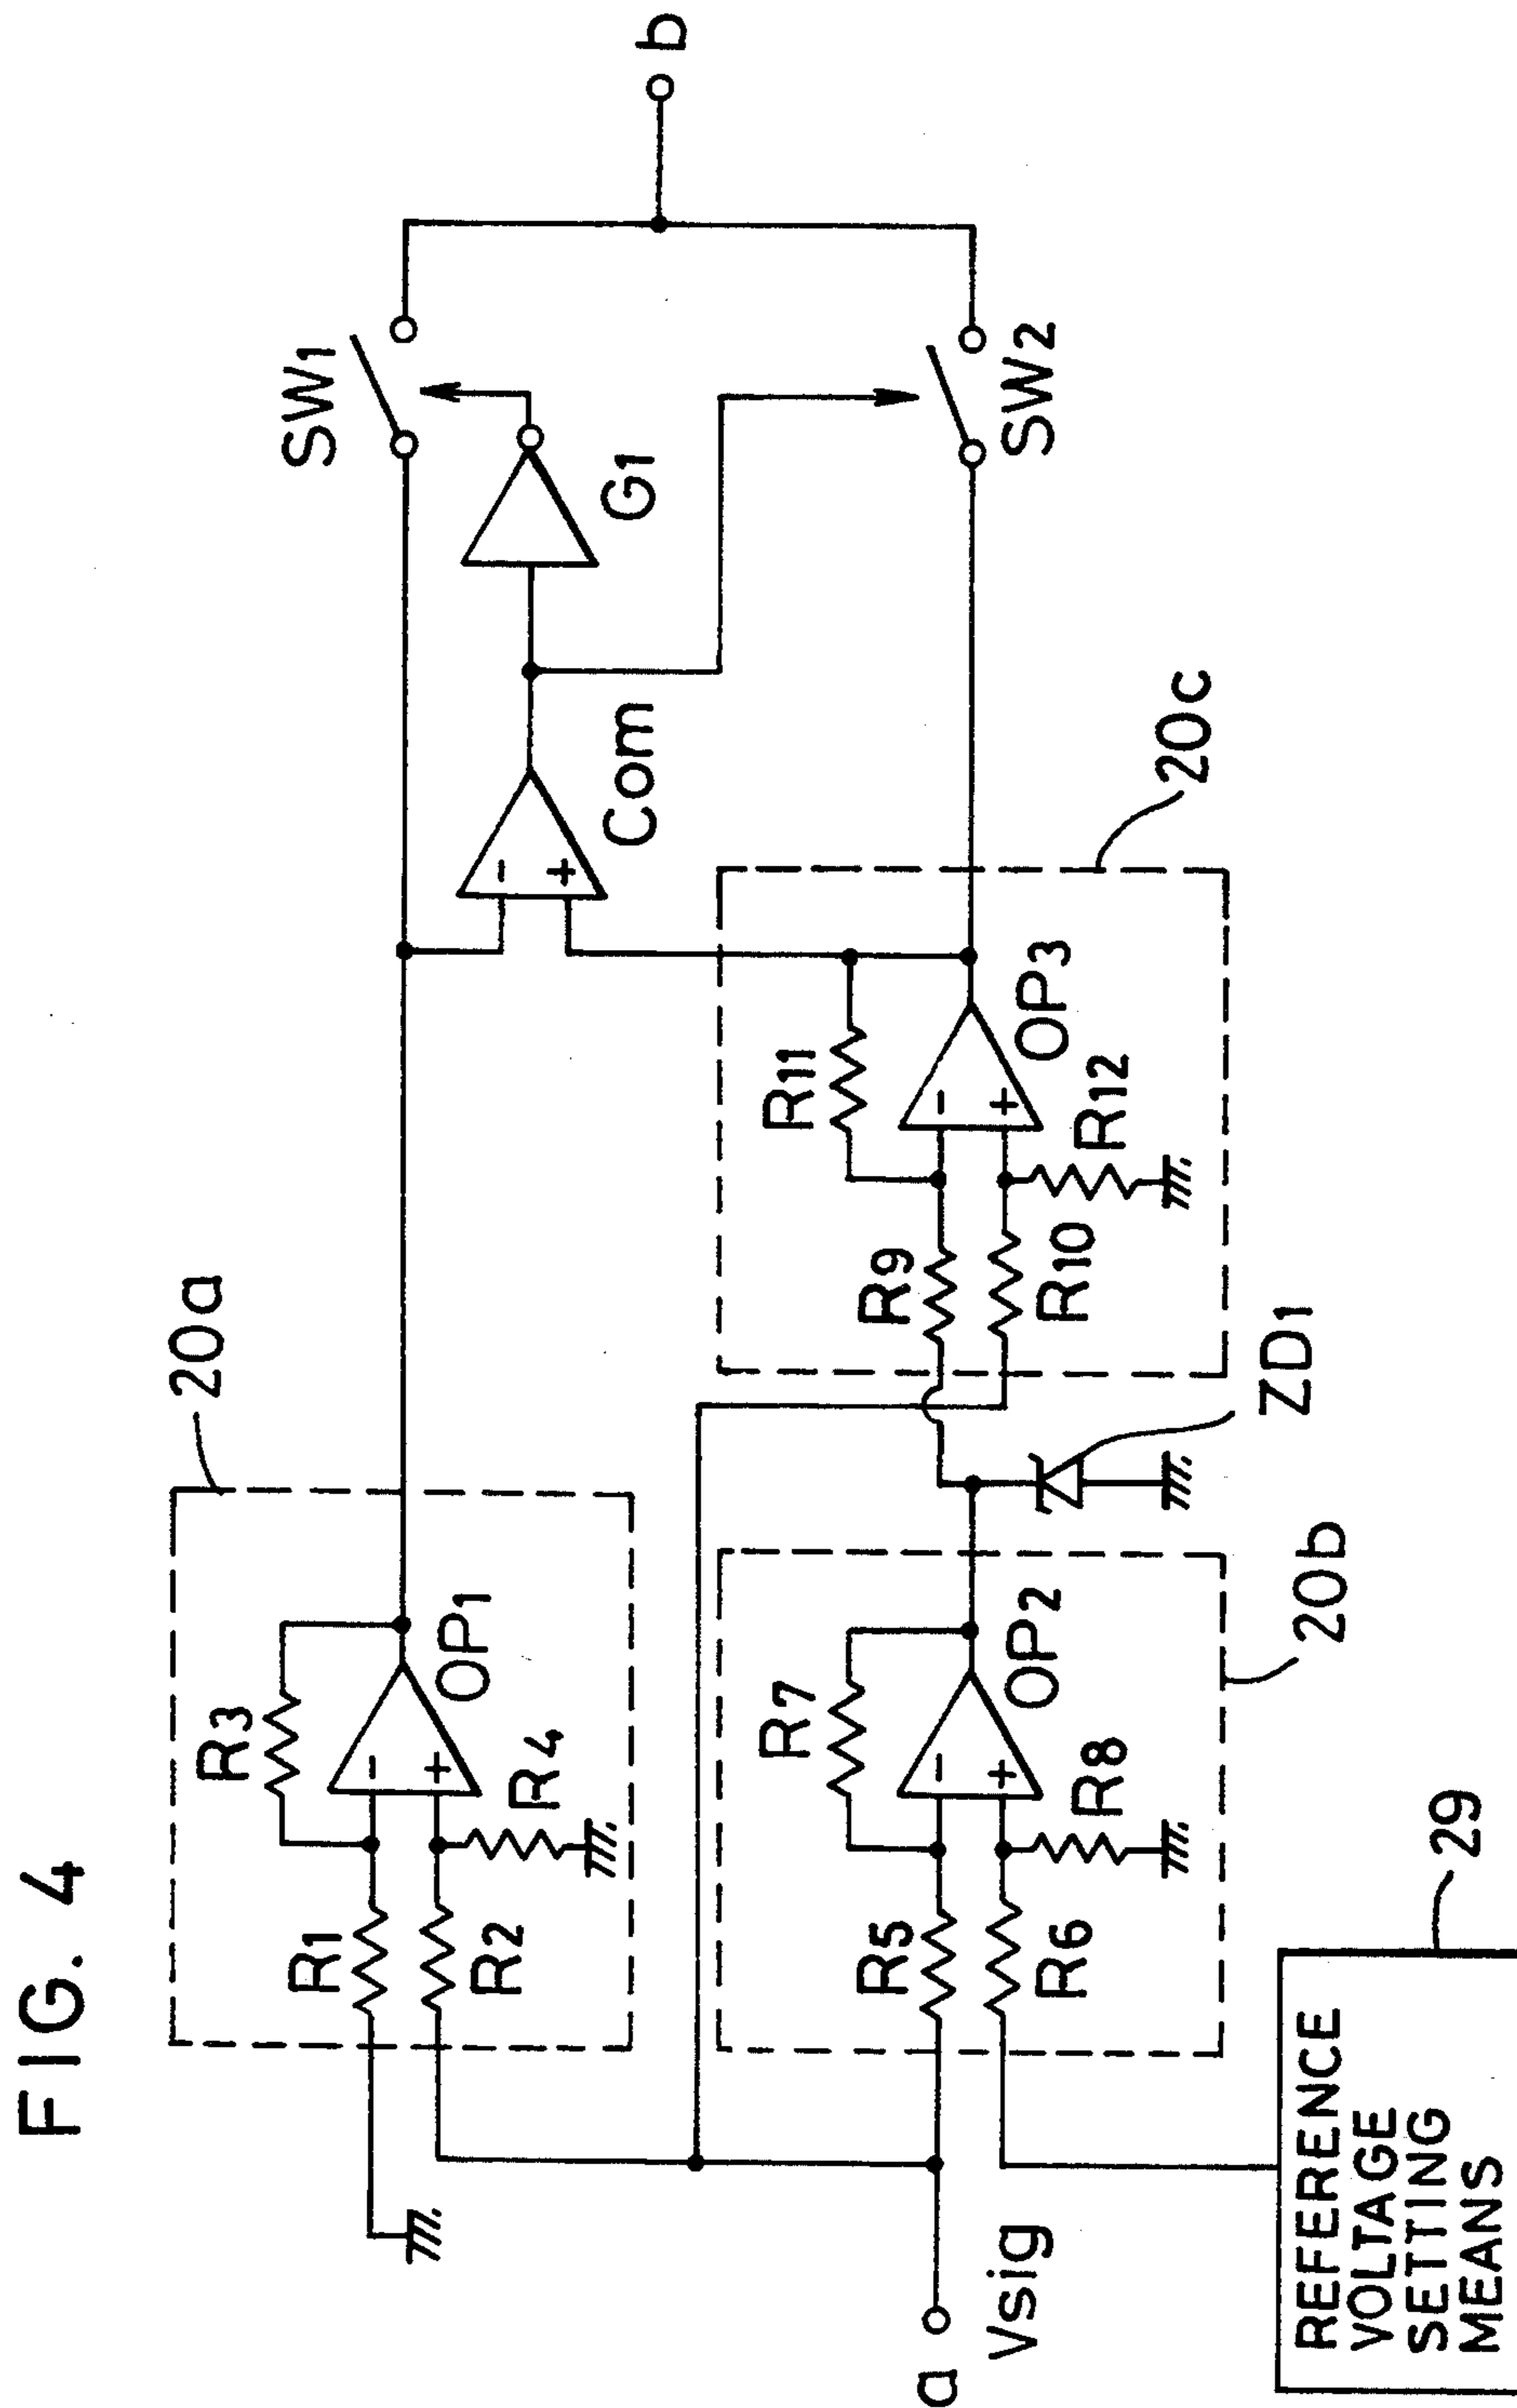 FIG. 4
20a
R3
R1
OP1
R2
R4
SW1
G1
Com
b
20c
R11
R9
OP3
R10
R12
SW2
ZD1
R7
R5
OP2
R6
R8
20b
a
Vsig
29
REFERENCE
VOLTAGE
SETTING
MEANS
-
+
-
+
-
+
-
+